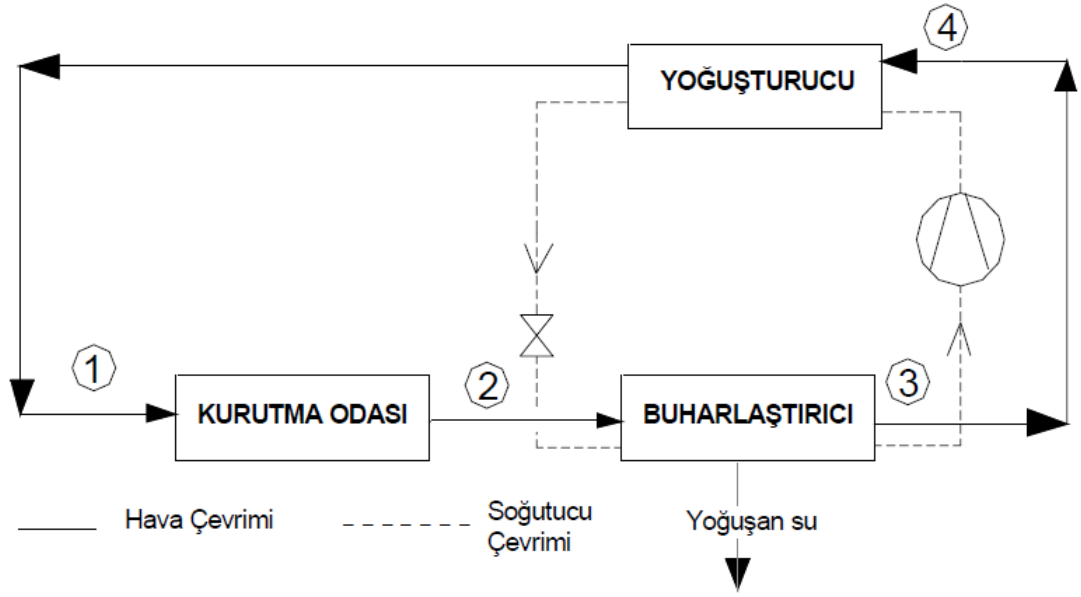 4
YOĞUŞTURUCU
1
2
3
KURUTMA ODASI
BUHARLAŞTIRICI
Hava Çevrimi
Soğutucu
Çevrimi
Yoğuşan su